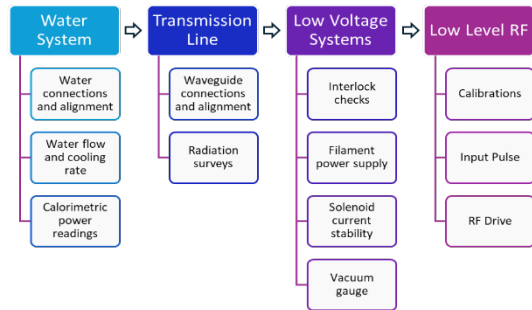 Water
System
Transmission
Line
Low Voltage
Systems
Low Level RF
Water
connections
and alignment
Water flow
and cooling
rate
Calorimetric
power
readings
Waveguide
connections
and alignment
Radiation
surveys
Interlock
checks
Filament
power supply
Solenoid
current
stability
Vacuum
gauge
Calibrations
Input Pulse
RF Drive